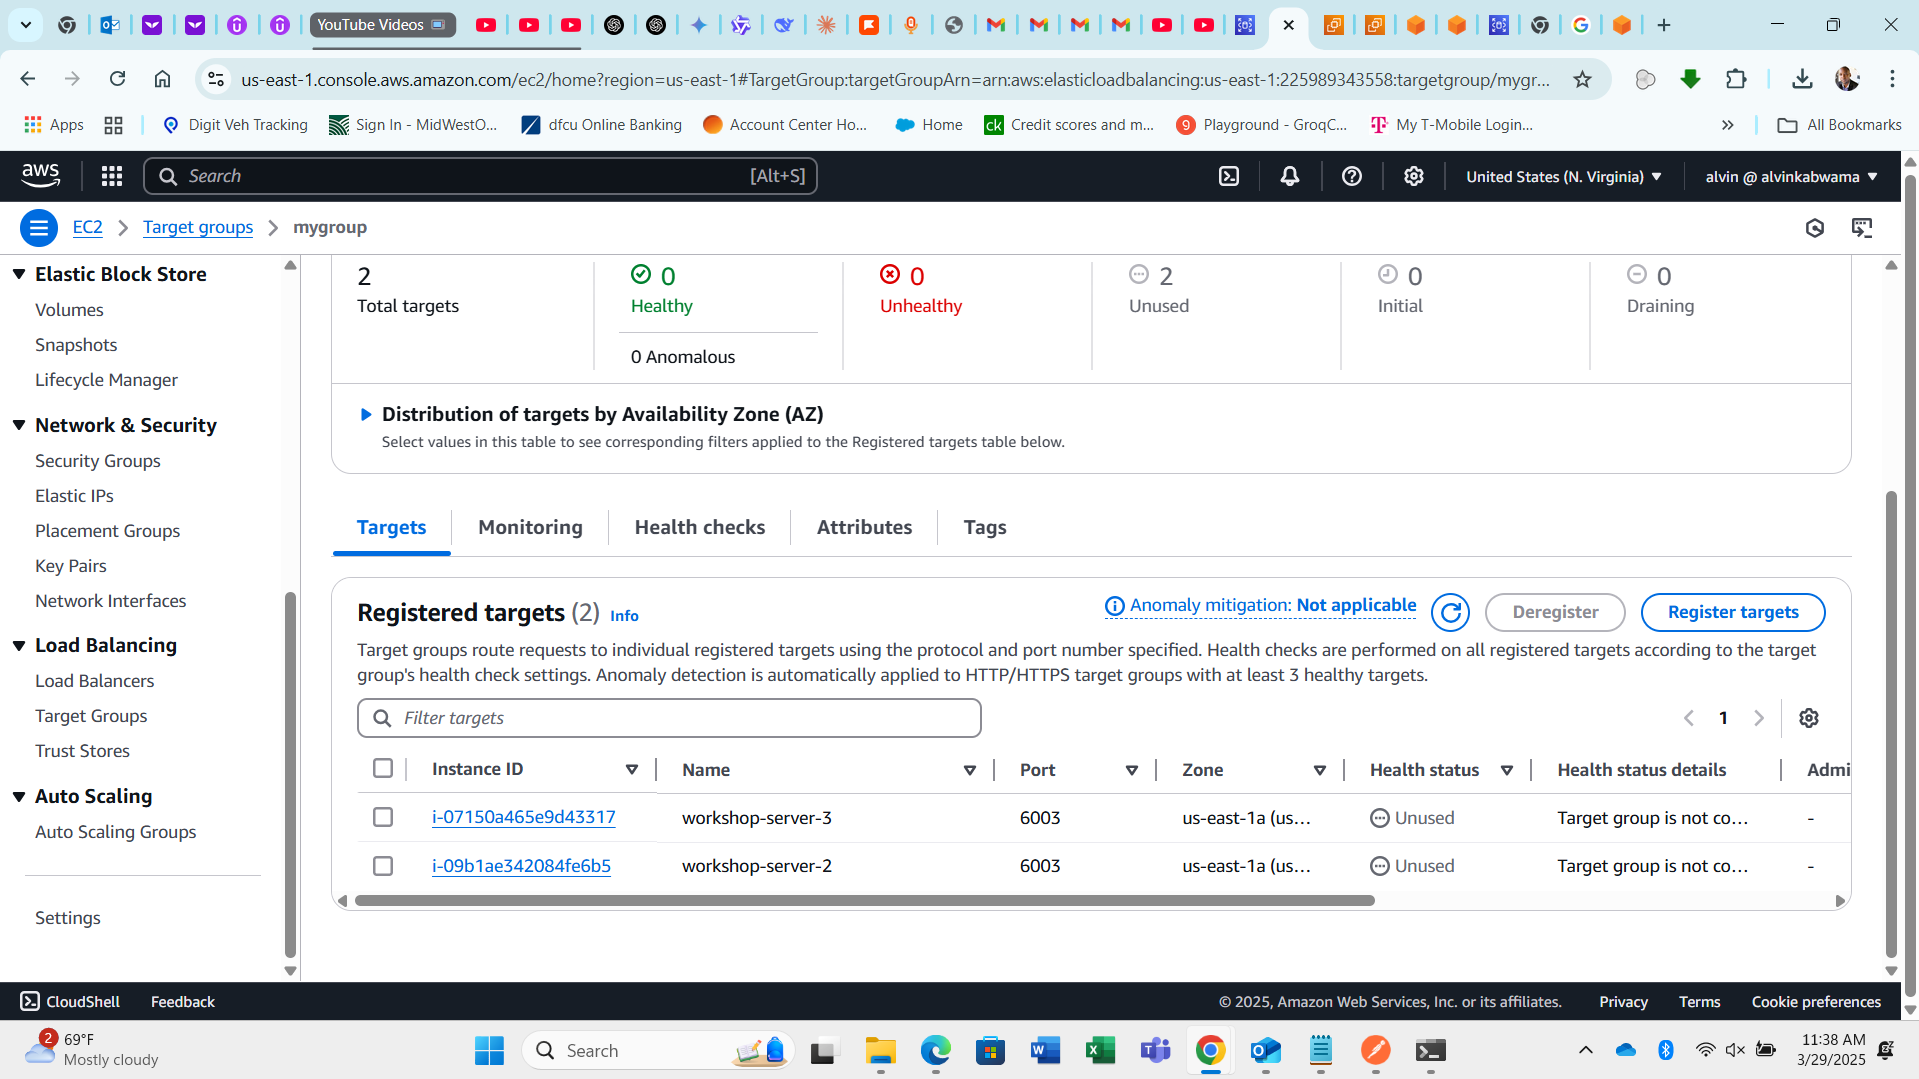 YouTube Videos
us-east-1.console.aws.amazon.com/ec2/home?region=us-east-1#TargetGroup:targetGroupArn=arn:aws:elasticloadbalancing:us-east-1:225989343558:targetgroup/mygr...
Apps
Digit Veh Tracking
Sign In - MidWestO...
dfcu Online Banking
Account Center Ho...
Home
ck
Credit scores and m...
9
Playground - GroqC...
My T-Mobile Login...
All Bookmarks
aws
Search
[Alt+S]
United States (N. Virginia)
alvin @ alvinkabwama
EC2
Target groups
mygroup
Elastic Block Store
Volumes
Snapshots
Lifecycle Manager
Network & Security
Security Groups
Elastic IPs
Placement Groups
Key Pairs
Network Interfaces
Load Balancing
Load Balancers
Target Groups
Trust Stores
Auto Scaling
Auto Scaling Groups
Settings
2
Total targets
0
Healthy
0 Anomalous
0
Unhealthy
2
Unused
0
Initial
0
Draining
Distribution of targets by Availability Zone (AZ)
Select values in this table to see corresponding filters applied to the Registered targets table below.
Targets
Monitoring
Health checks
Attributes
Tags
Registered targets (2) Info
Anomaly mitigation: Not applicable
Deregister
Register targets
Target groups route requests to individual registered targets using the protocol and port number specified. Health checks are performed on all registered targets according to the target
group's health check settings. Anomaly detection is automatically applied to HTTP/HTTPS target groups with at least 3 healthy targets.
Filter targets
1
Instance ID
Name
Port
Zone
Health status
Health status details
Admi
i-07150a465e9d43317
workshop-server-3
6003
us-east-1a (us...
Unused
Target group is not co...
-
i-09b1ae342084fe6b5
workshop-server-2
6003
us-east-1a (us...
Unused
Target group is not co...
-
CloudShell
Feedback
© 2025, Amazon Web Services, Inc. or its affiliates.
Privacy
Terms
Cookie preferences
2
69°F
Mostly cloudy
Search
11:38 AM
3/29/2025